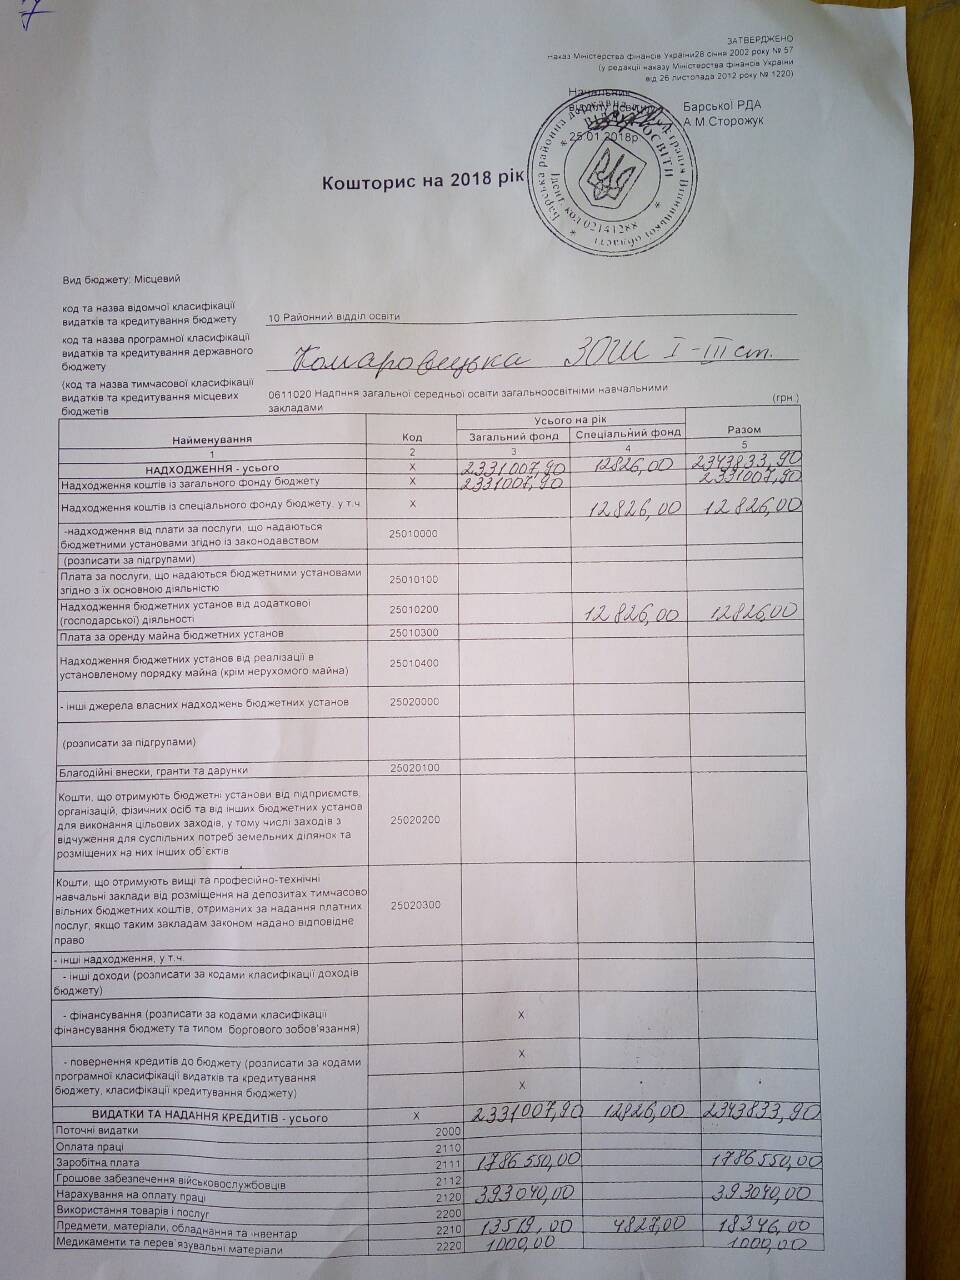 ЗАТВЕРДЖЕНО
наказ Міністерства фінансів України28 січня 2002 року № 57
(у редакції наказу Міністерства фінансів України
від 26 листопада 2012 року № 1220)
Начальник
відділу освіти Барської РДА
А.М.Сторожук
25.01.2018р
Барська районна державна адміністрація Вінницької області
ВІДДІЛ ОСВІТИ
Ідент. код 02141288
Кошторис на 2018 рік
Вид бюджету: Місцевий
код та назва відомчої класифікації
видатків та кредитування бюджету 10 Районний відділ освіти
код та назва програмної класифікації
видатків та кредитування державного
бюджету Комаровецька ЗОШ І-ІІІ ст.
(код та назва тимчасової класифікації
видатків та кредитування місцевих
бюджетів 0611020 Надпння загальної середньої освіти загальноосвітніми навчальними
закладами
(грн.)
Найменування Код Усього на рік Разом
Загальний фонд Спеціальний фонд
1 2 3 4 5
НАДХОДЖЕННЯ - усього X 2331007,90 12826,00 2343833,90
Надходження коштів із загального фонду бюджету X 2331007,90 2331007,90
Надходження коштів із спеціального фонду бюджету, у т.ч. X 12826,00 12826,00
-надходження від плати за послуги, що надаються
бюджетними установами згідно із законодавством 25010000
(розписати за підгрупами)
Плата за послуги, що надаються бюджетними установами
згідно з їх основною діяльністю 25010100
Надходження бюджетних установ від додаткової
(господарської) діяльності 25010200 12826,00 12826,00
Плата за оренду майна бюджетних установ 25010300
Надходження бюджетних установ від реалізації в
установленому порядку майна (крім нерухомого майна) 25010400
- інші джерела власних надходжень бюджетних установ 25020000
(розписати за підгрупами)
Благодійні внески, гранти та дарунки 25020100
Кошти, що отримують бюджетні установи від підприємств,
організацій, фізичних осіб та від інших бюджетних установ
для виконання цільових заходів, у тому числі заходів з
відчуження для суспільних потреб земельних ділянок та
розміщених на них інших об`єктів 25020200
Кошти, що отримують вищі та професійно-технічні
навчальні заклади від розміщення на депозитах тимчасово
вільних бюджетних коштів, отриманих за надання платних
послуг, якщо таким закладам законом надано відповідне
право 25020300
- інші надходження, у т.ч.
- інші доходи (розписати за кодами класифікації доходів
бюджету)
- фінансування (розписати за кодами класифікації
фінансування бюджету та типом боргового зобов'язання) X
- повернення кредитів до бюджету (розписати за кодами
програмної класифікації видатків та кредитування
бюджету, класифікації кредитування бюджету) X
X
ВИДАТКИ ТА НАДАННЯ КРЕДИТІВ - усього X 2331007,90 12826,00 2343833,90
Поточні видатки 2000
Оплата праці 2110
Заробітна плата 2111 1786550,00 1786550,00
Грошове забезпечення військовослужбовців 2112
Нарахування на оплату праці 2120 393040,00 393040,00
Використання товарів і послуг 2200
Предмети, матеріали, обладнання та інвентар 2210 13519,00 4827,00 18346,00
Медикаменти та перев`язувальні матеріали 2220 1000,00 1000,00